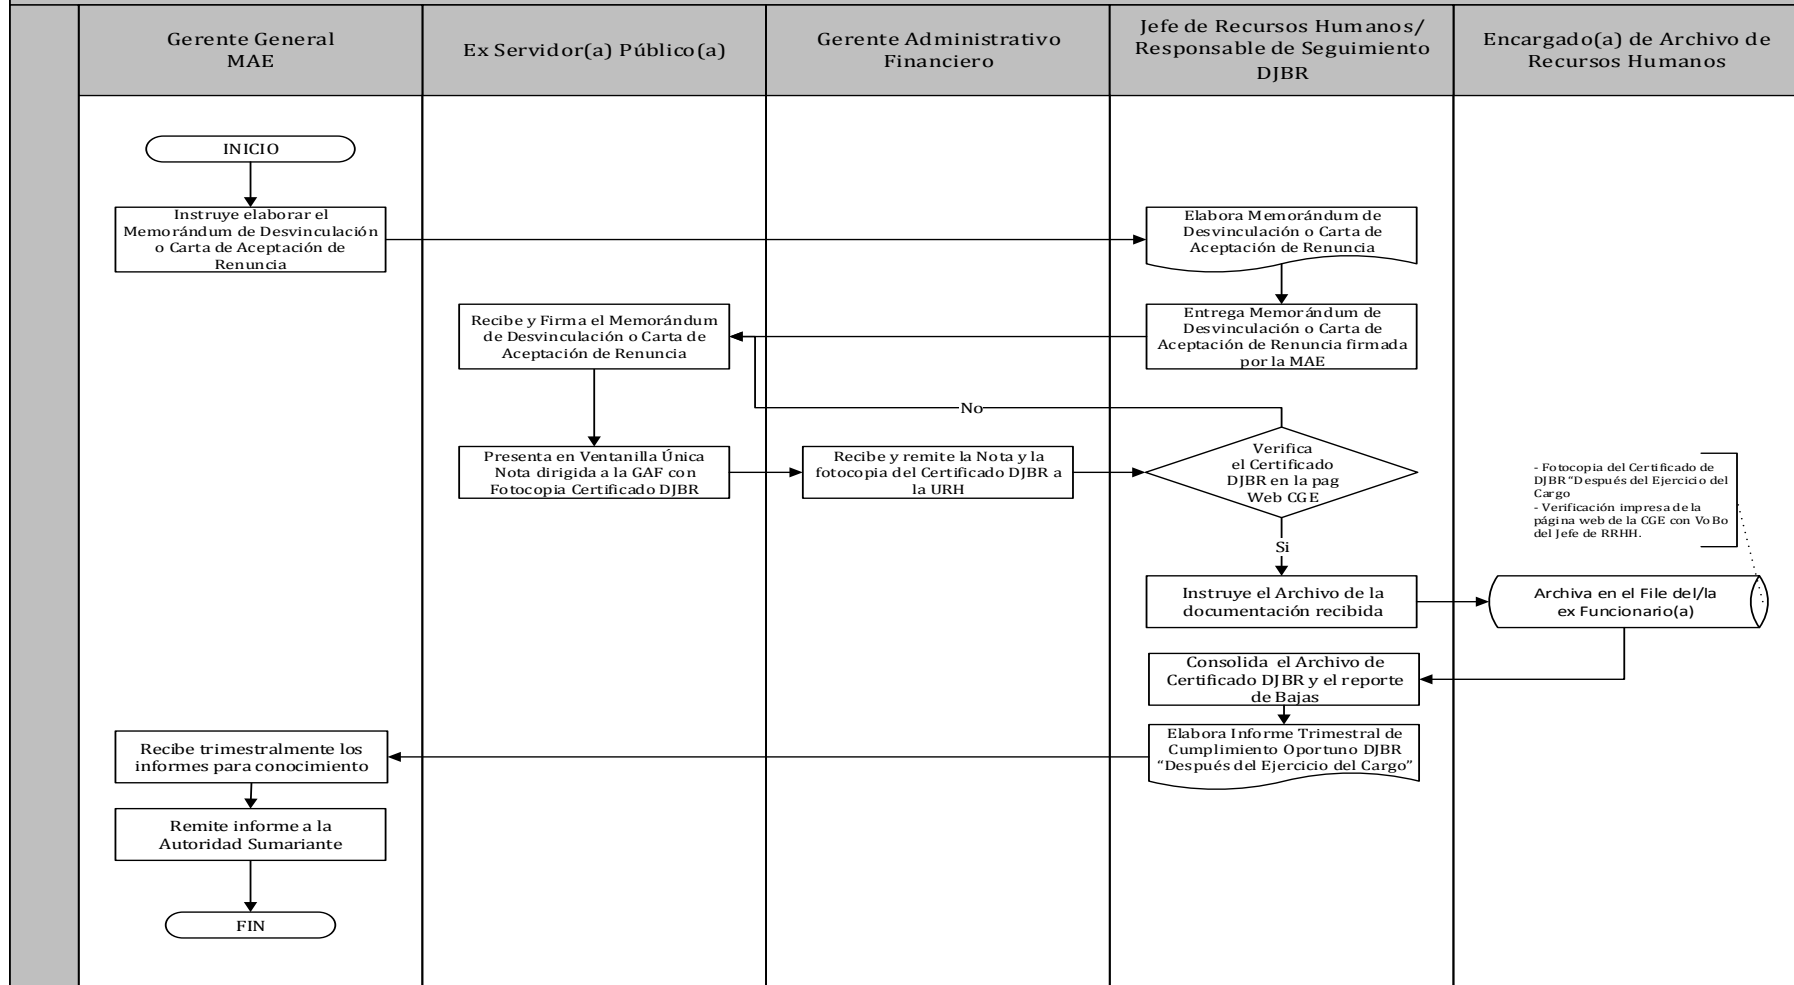 Gerente General
MAE
Ex Servidor(a) Público(a)
Gerente Administrativo
Financiero
Jefe de Recursos Humanos/
Responsable de Seguimiento
DJBR
Encargado(a) de Archivo de
Recursos Humanos
INICIO
Instruye elaborar el
Memorándum de Desvinculación
o Carta de Aceptación de
Renuncia
Elabora Memorándum de
Desvinculación o Carta de
Aceptación de Renuncia
Recibe y Firma el Memorándum
de Desvinculación o Carta de
Aceptación de Renuncia
Entrega Memorándum de
Desvinculación o Carta de
Aceptación de Renuncia firmada
por la MAE
No
Presenta en Ventanilla Única
Nota dirigida a la GAF con
Fotocopia Certificado DJBR
Recibe y remite la Nota y la
fotocopia del Certificado DJBR a
la URH
Verifica
el Certificado
DJBR en la pag
Web CGE
- Fotocopia del Certificado de
DJBR "Después del Ejercicio del
Cargo
- Verificación impresa de la
página web de la CGE con VoBo
del Jefe de RRHH.
Si
Instruye el Archivo de la
documentación recibida
Archiva en el File del/la
ex Funcionario(a)
Consolida el Archivo de
Certificado DJBR y el reporte
de Bajas
Recibe trimestralmente los
informes para conocimiento
Elabora Informe Trimestral de
Cumplimiento Oportuno DJBR
“Después del Ejercicio del Cargo”
Remite informe a la
Autoridad Sumariante
FIN